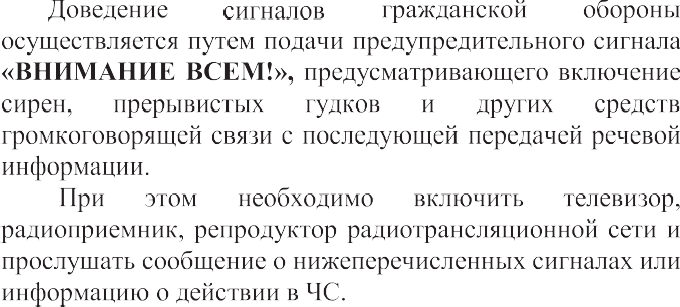 Доведение сигналов гражданской обороны
осуществляется путем подачи предупредительного сигнала
«ВНИМАНИЕ ВСЕМ!», предусматривающего включение
сирен, прерывистых гудков и других средств
громкоговорящей связи с последующей передачей речевой
информации.
При этом необходимо включить телевизор,
радиоприемник, репродуктор радиотрансляционной сети и
прослушать сообщение о нижеперечисленных сигналах или
информацию о действии в ЧС.